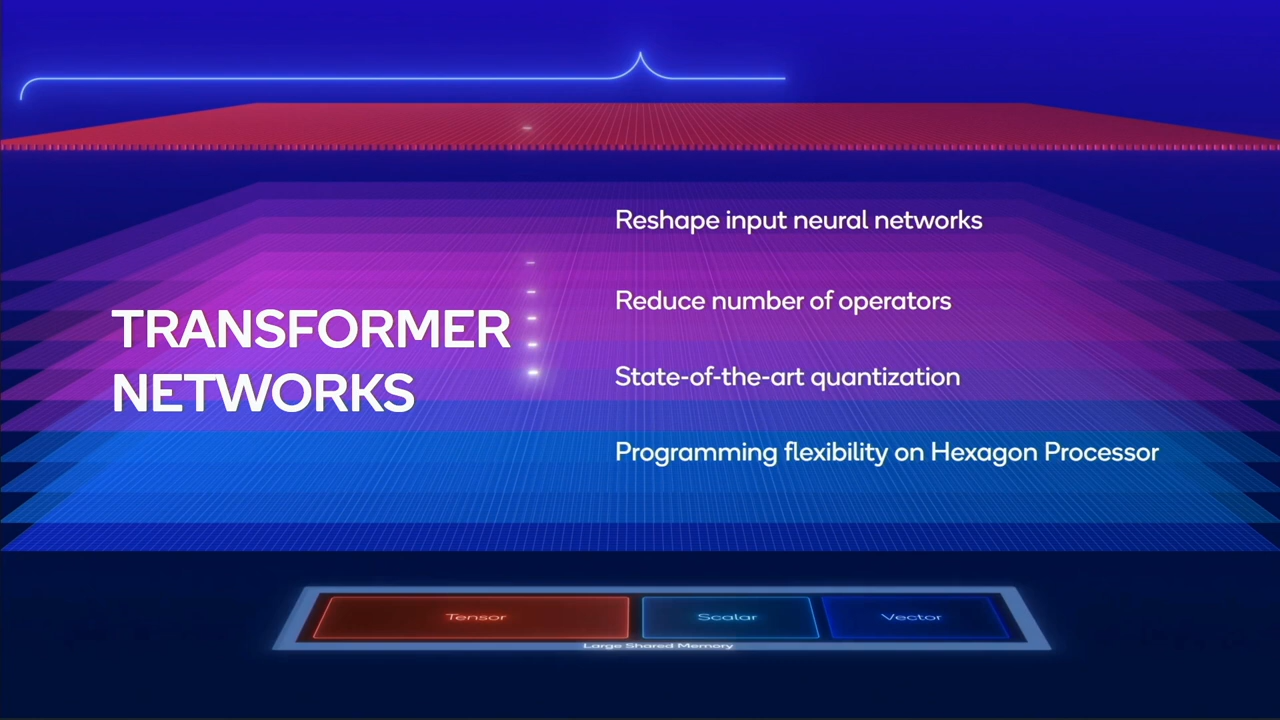 TRANSFORMER
NETWORKS
Reshape input neural networks
Reduce number of operators
State-of-the-art quantization
Programming flexibility on Hexagon Processor
Tensor
Scalar
Vector
Large Shared Memory